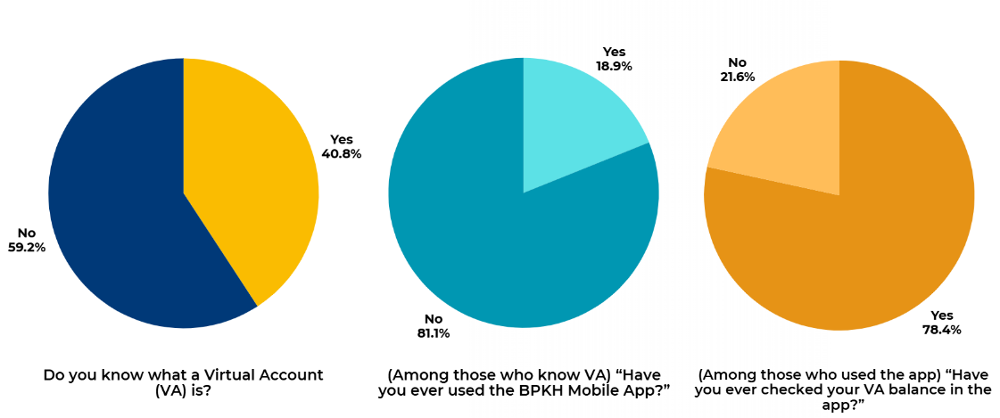 Yes
40.8%
No
59.2%
Do you know what a Virtual Account
(VA) is?
Yes
18.9%
No
81.1%
(Among those who know VA) “Have
you ever used the BPKH Mobile App?”
No
21.6%
Yes
78.4%
(Among those who used the app) “Have
you ever checked your VA balance in the
app?”